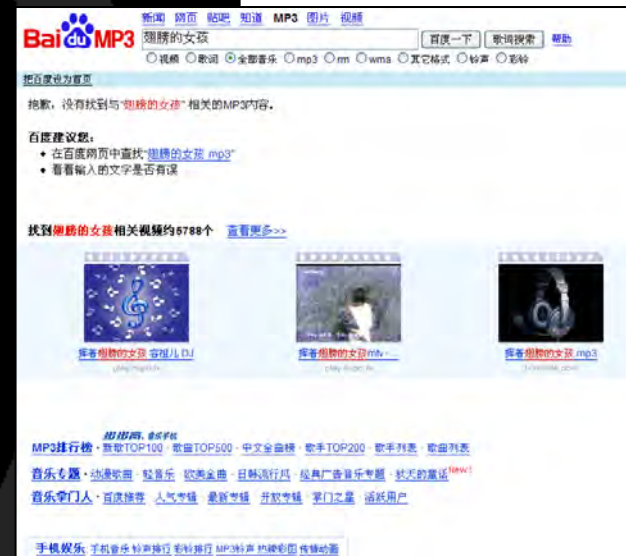 新闻 网页 贴吧 知道 MP3 图片 视频
Bai du MP3 翅膀的女孩 百度一下 歌词搜索 帮助
视频 歌词 全部音乐 mp3 rm wma 其它格式 铃声 彩铃
把百度设为首页
抱歉，没有找到与"翅膀的女孩" 相关的MP3内容。
百度建议您：
在百度网页中查找"翅膀的女孩 mp3"
看看输入的文字是否有误
找到翅膀的女孩相关视频约5788个 查看更多>>
挥着翅膀的女孩 容祖儿 DJ 挥着翅膀的女孩mtv -... 挥着翅膀的女孩.mp3
MP3排行榜 · 新歌TOP100 · 歌曲TOP500 · 中文金曲榜 · 歌手TOP200 · 歌手列表 · 歌曲列表
音乐专题 · 动漫歌曲 · 轻音乐 · 欧美金曲 · 日韩流行风 · 经典广告音乐专题 · 秋天的童话 New!
音乐掌门人 · 百度推荐 · 人气专辑 · 最新专辑 · 开放专辑 · 掌门之星 · 活跃用户
手机娱乐 手机音乐 铃声排行 彩铃排行 MP3铃声 热辣彩图 传情动画